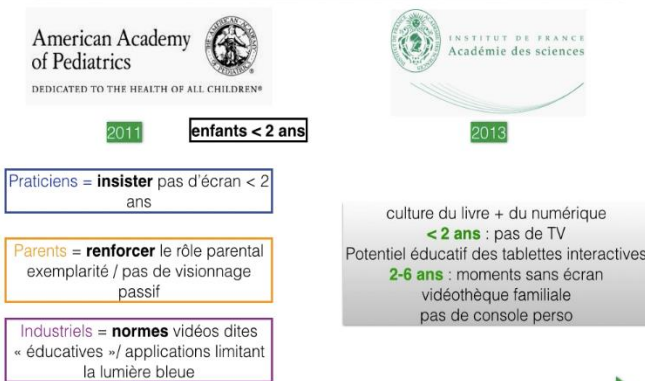 American Academy
of Pediatrics
DEDICATED TO THE HEALTH OF ALL CHILDREN®
INSTITUT DE FRANCE
Académie des sciences
2011
enfants < 2 ans
2013
Praticiens = insister pas d'écran < 2
ans
Parents = renforcer le rôle parental
exemplarité / pas de visionnage
passif
Industriels = normes vidéos dites
« éducatives »/ applications limitant
la lumière bleue
culture du livre + du numérique
< 2 ans : pas de TV
Potentiel éducatif des tablettes interactives
2-6 ans : moments sans écran
vidéothèque familiale
pas de console perso